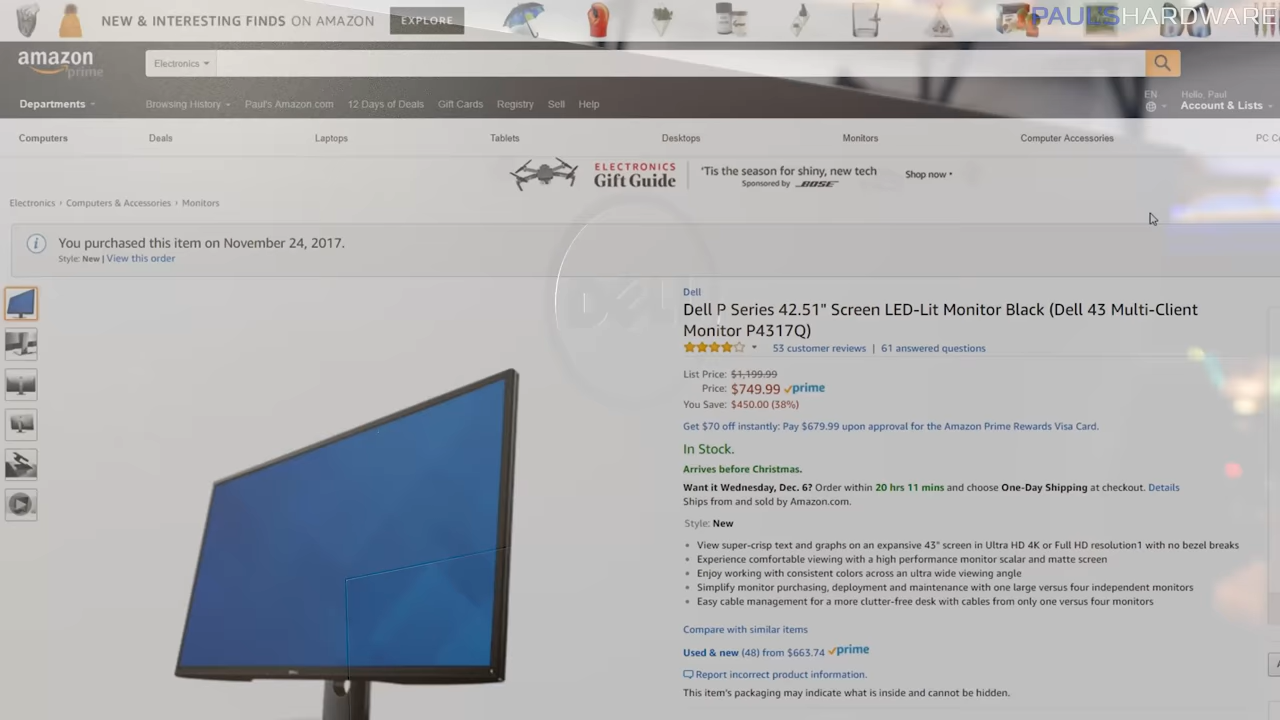 NEW & INTERESTING FINDS ON AMAZON EXPLORE
PAULSHARDWARE
amazon prime
Electronics
Departments
Browsing History Paul's Amazon.com 12 Days of Deals Gift Cards Registry Sell Help
EN
Hello, Paul
Account & Lists
Computers Deals Laptops Tablets Desktops Monitors Computer Accessories PC
ELECTRONICS
Gift Guide
'Tis the season for shiny, new tech
Sponsored by BOSE
Shop now
Electronics › Computers & Accessories › Monitors
You purchased this item on November 24, 2017.
Style: New | View this order
DELL
Dell
Dell P Series 42.51" Screen LED-Lit Monitor Black (Dell 43 Multi-Client
Monitor P4317Q)
53 customer reviews | 61 answered questions
List Price: $1,199.99
Price: $749.99 prime
You Save: $450.00 (38%)
Get $70 off instantly: Pay $679.99 upon approval for the Amazon Prime Rewards Visa Card.
In Stock.
Arrives before Christmas.
Want it Wednesday, Dec. 6? Order within 20 hrs 11 mins and choose One-Day Shipping at checkout. Details
Ships from and sold by Amazon.com.
Style: New
• View super-crisp text and graphs on an expansive 43" screen in Ultra HD 4K or Full HD resolution1 with no bezel breaks
• Experience comfortable viewing with a high performance monitor scalar and matte screen
• Enjoy working with consistent colors across an ultra wide viewing angle
• Simplify monitor purchasing, deployment and maintenance with one large versus four independent monitors
• Easy cable management for a more clutter-free desk with cables from only one versus four monitors
Compare with similar items
Used & new (48) from $663.74 prime
Report incorrect product information.
This item's packaging may indicate what is inside and cannot be hidden.